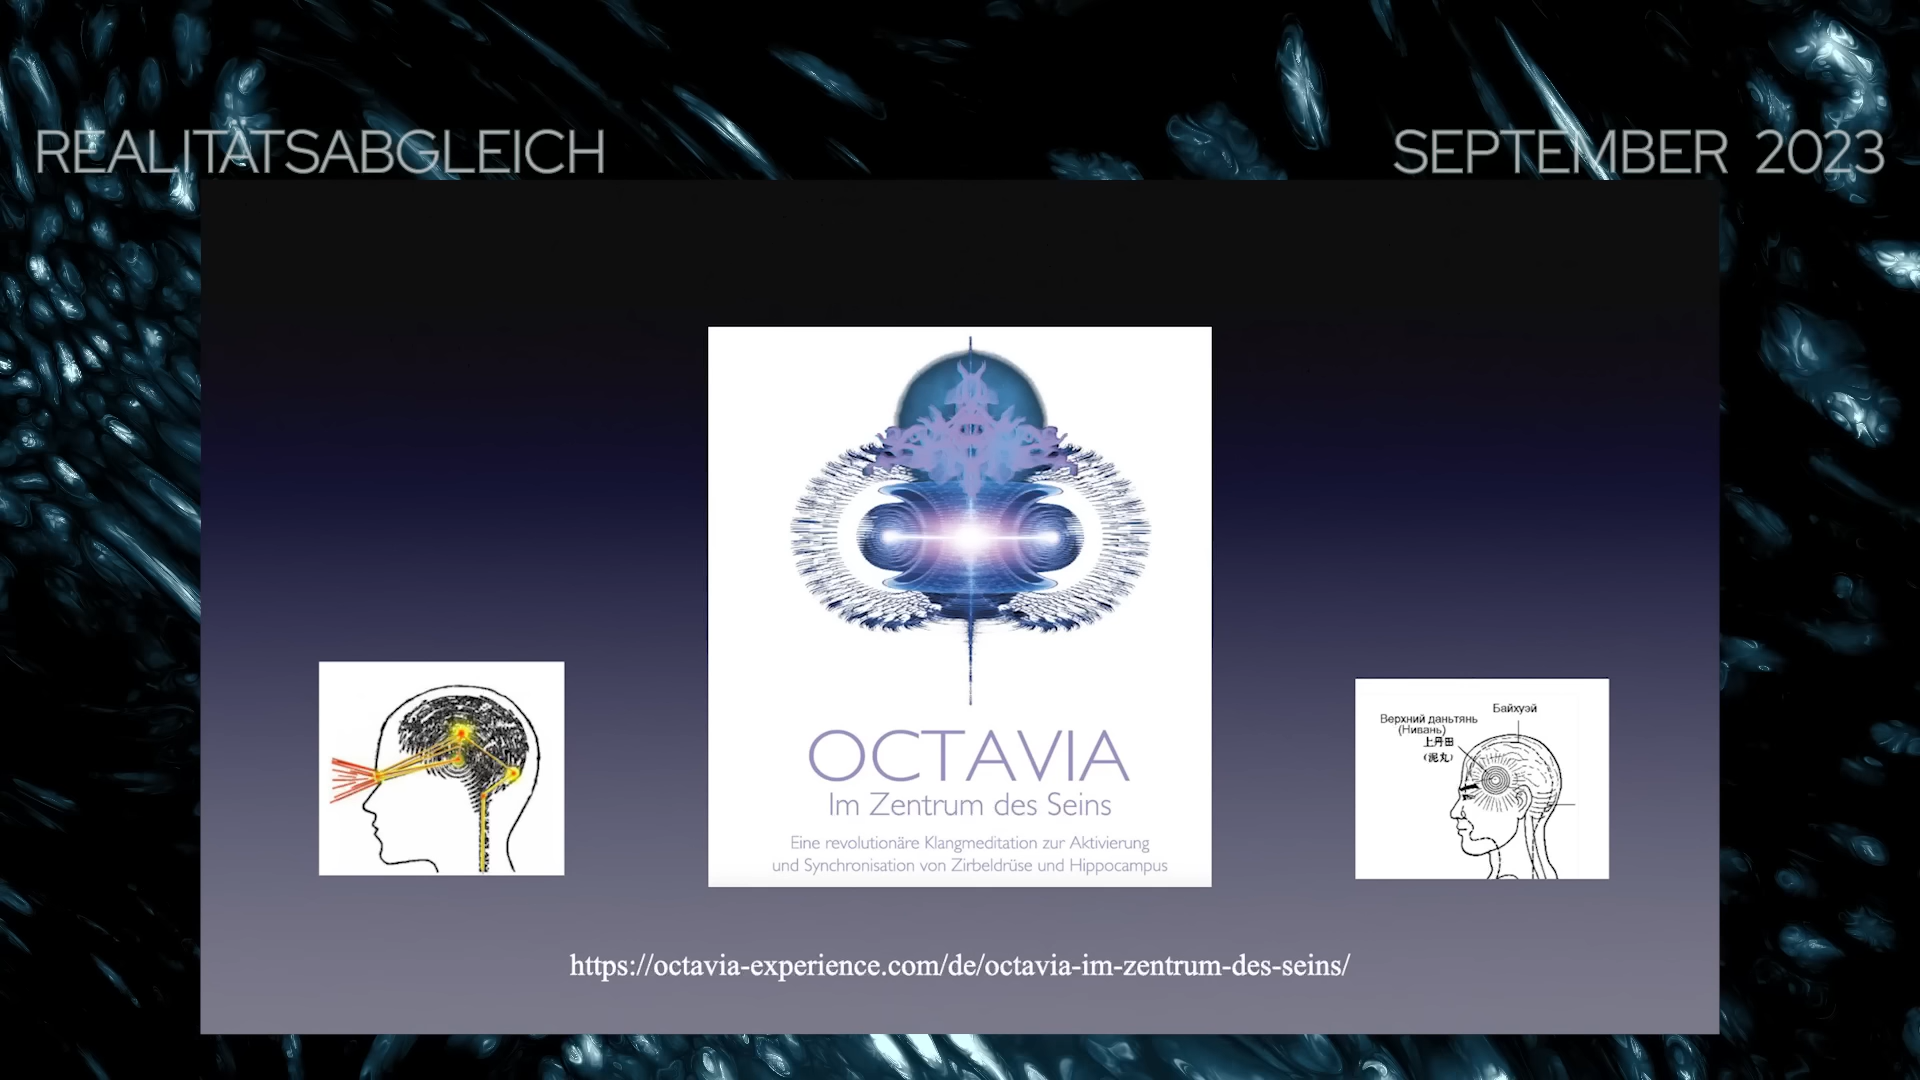 REALITÄTSABGLEICH
SEPTEMBER 2023
OCTAVIA
Im Zentrum des Seins
Eine revolutionäre Klangmeditation zur Aktivierung
und Synchronisation von Zirbeldrüse und Hippocampus
Байхуэй
Верхний даньтянь
(Нивань)
上丹田
(泥丸)
https://octavia-experience.com/de/octavia-im-zentrum-des-seins/